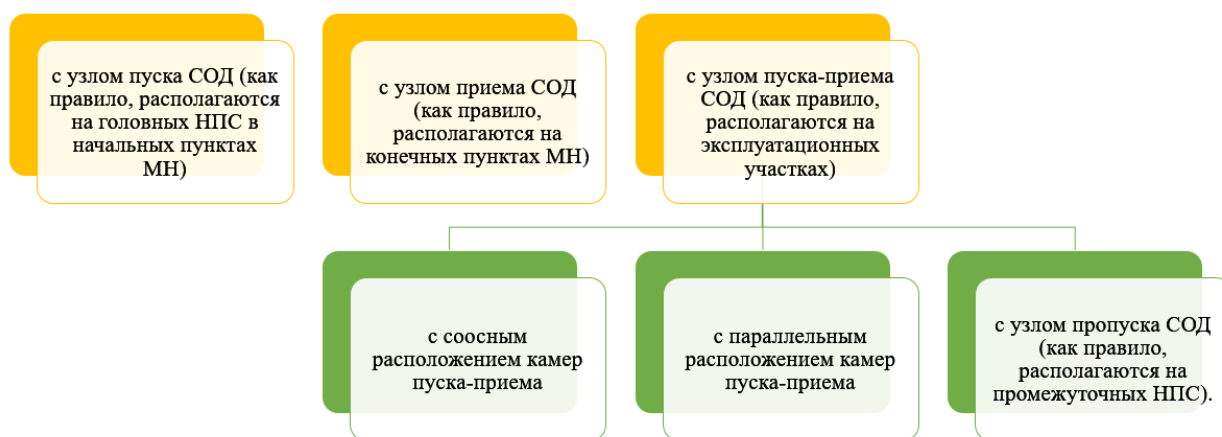 с узлом пуска СОД (как
правило, располагаются
на головных НПС в
начальных пунктах
МН)
с узлом приема СОД
(как правило,
располагаются на
конечных пунктах МН)
с узлом пуска-приема
СОД (как правило,
располагаются на
эксплуатационных
участках)
с соосным
расположением камер
пуска-приема
с параллельным
расположением камер
пуска-приема
с узлом пропуска СОД
(как правило,
располагаются на
промежуточных НПС).